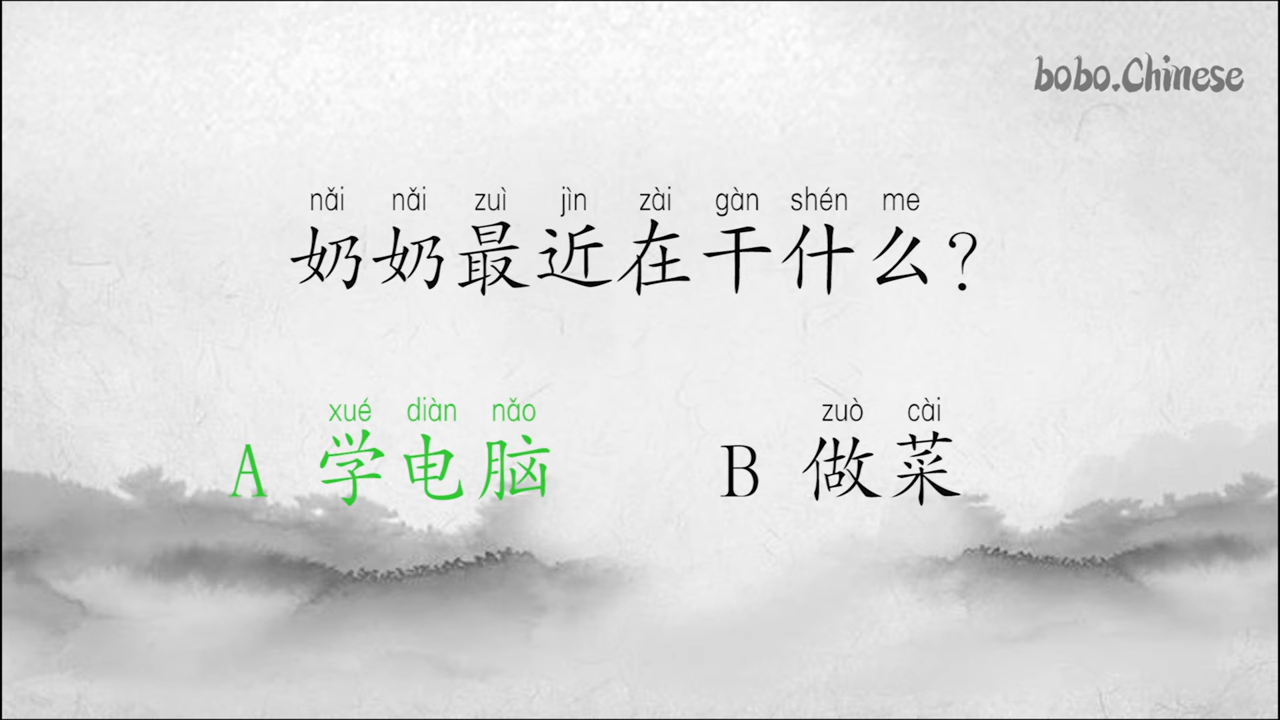 bobo.Chinese
nǎi nǎi zuì jìn zài gàn shén me
奶奶最近在干什么？
xué diàn nǎo zuò cài
A 学电脑 B 做菜